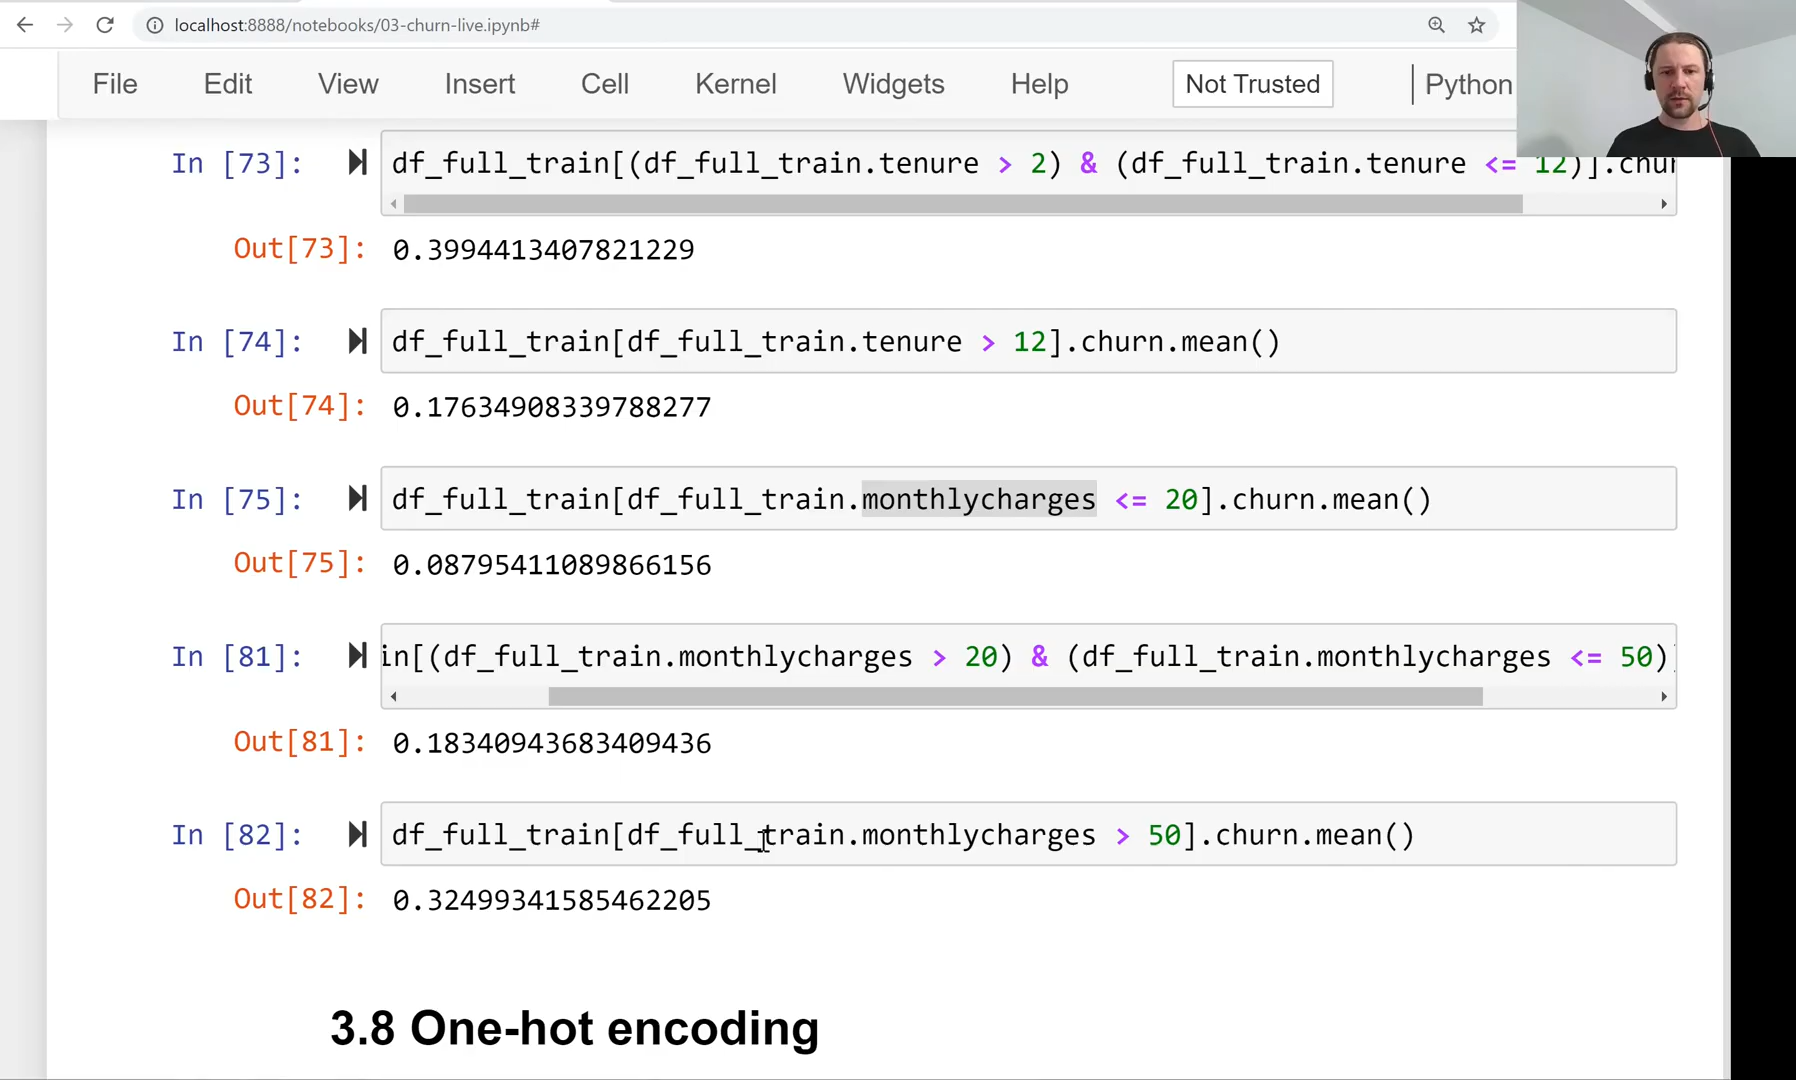 localhost:8888/notebooks/03-churn-live.ipynb#
File Edit View Insert Cell Kernel Widgets Help Not Trusted Python
In [73]: df_full_train[(df_full_train.tenure > 2) & (df_full_train.tenure <= 12)].chur
Out[73]: 0.3994413407821229
In [74]: df_full_train[df_full_train.tenure > 12].churn.mean()
Out[74]: 0.17634908339788277
In [75]: df_full_train[df_full_train.monthlycharges <= 20].churn.mean()
Out[75]: 0.08795411089866156
In [81]: in[(df_full_train.monthlycharges > 20) & (df_full_train.monthlycharges <= 50)]
Out[81]: 0.18340943683409436
In [82]: df_full_train[df_full_train.monthlycharges > 50].churn.mean()
Out[82]: 0.32499341585462205
3.8 One-hot encoding